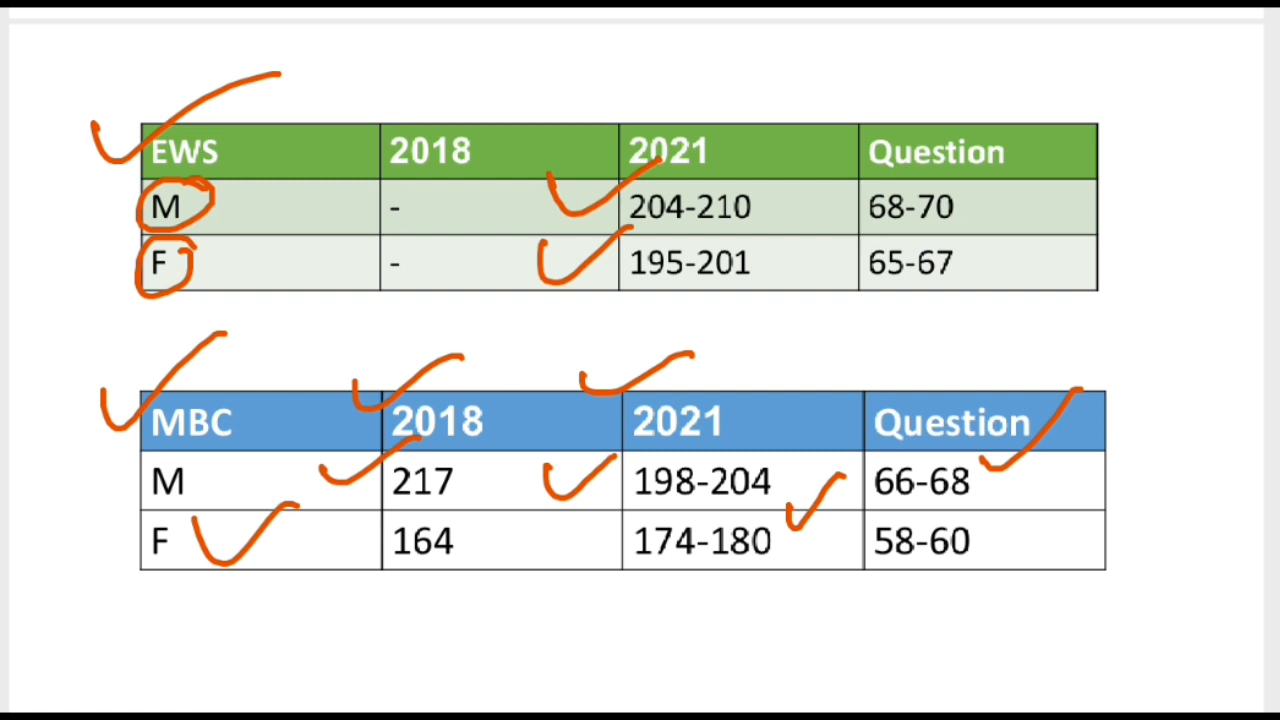 EWS 2018 2021 Question
M - 204-210 68-70
F - 195-201 65-67
MBC 2018 2021 Question
M 217 198-204 66-68
F 164 174-180 58-60